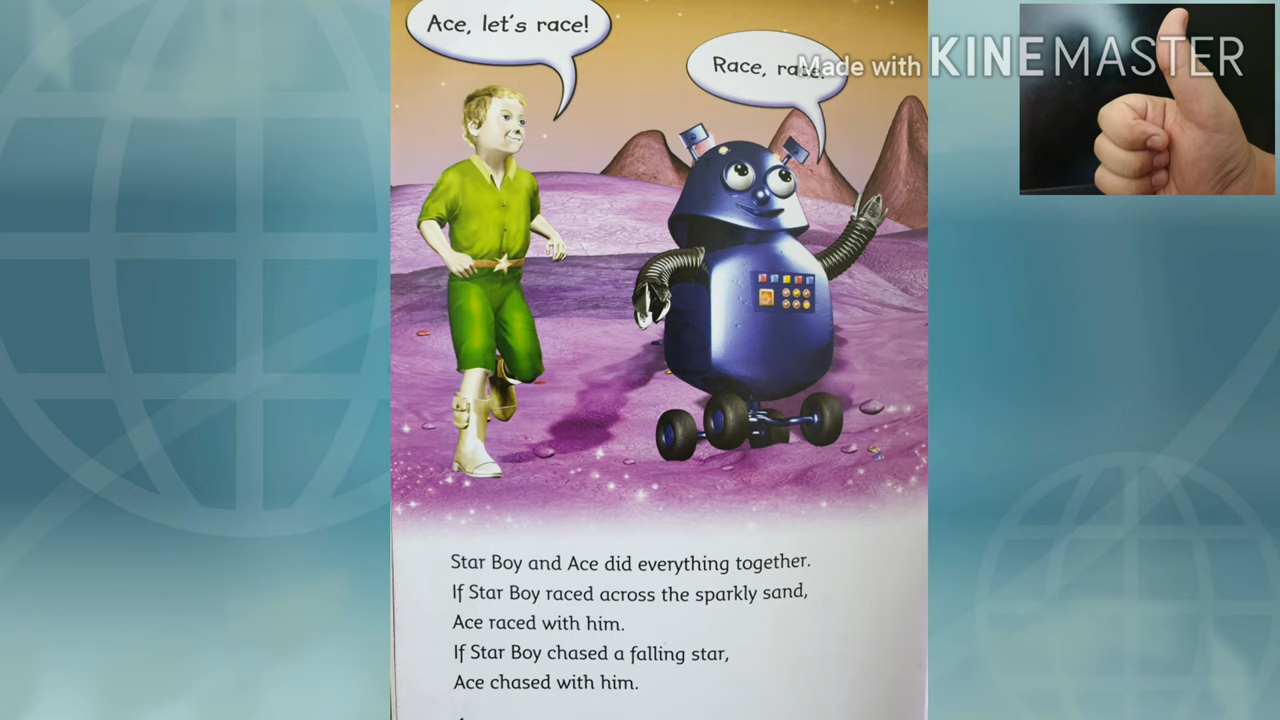 Ace, let's race!
Race, race!
Made with KINEMASTER
Star Boy and Ace did everything together.
If Star Boy raced across the sparkly sand,
Ace raced with him.
If Star Boy chased a falling star,
Ace chased with him.